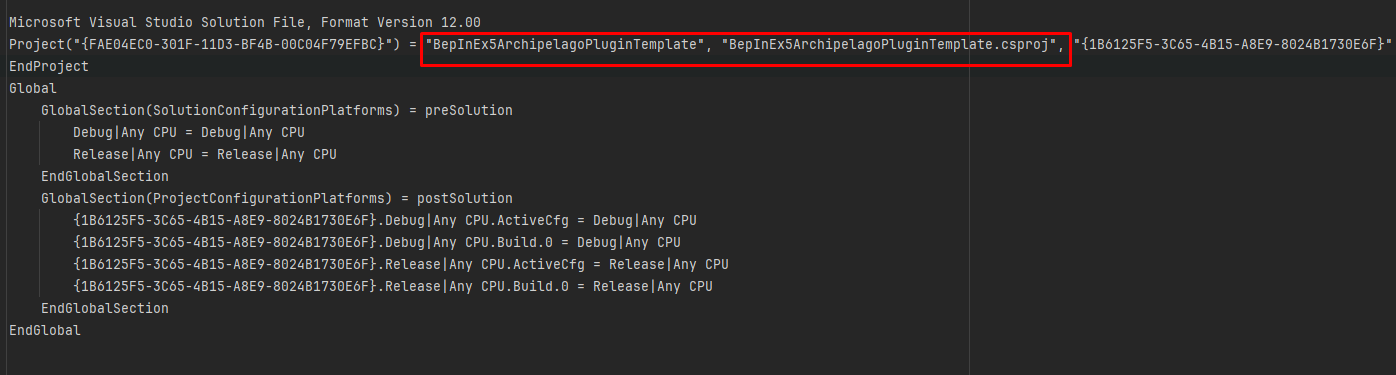 Microsoft Visual Studio Solution File, Format Version 12.00
Project("{FAE04EC0-301F-11D3-BF4B-00C04F79EFBC}") = "BepInEx5ArchipelagoPluginTemplate", "BepInEx5ArchipelagoPluginTemplate.csproj", "{1B6125F5-3C65-4B15-A8E9-8024B1730E6F}"
EndProject
Global
    GlobalSection(SolutionConfigurationPlatforms) = preSolution
        Debug|Any CPU = Debug|Any CPU
        Release|Any CPU = Release|Any CPU
    EndGlobalSection
    GlobalSection(ProjectConfigurationPlatforms) = postSolution
        {1B6125F5-3C65-4B15-A8E9-8024B1730E6F}.Debug|Any CPU.ActiveCfg = Debug|Any CPU
        {1B6125F5-3C65-4B15-A8E9-8024B1730E6F}.Debug|Any CPU.Build.0 = Debug|Any CPU
        {1B6125F5-3C65-4B15-A8E9-8024B1730E6F}.Release|Any CPU.ActiveCfg = Release|Any CPU
        {1B6125F5-3C65-4B15-A8E9-8024B1730E6F}.Release|Any CPU.Build.0 = Release|Any CPU
    EndGlobalSection
EndGlobal